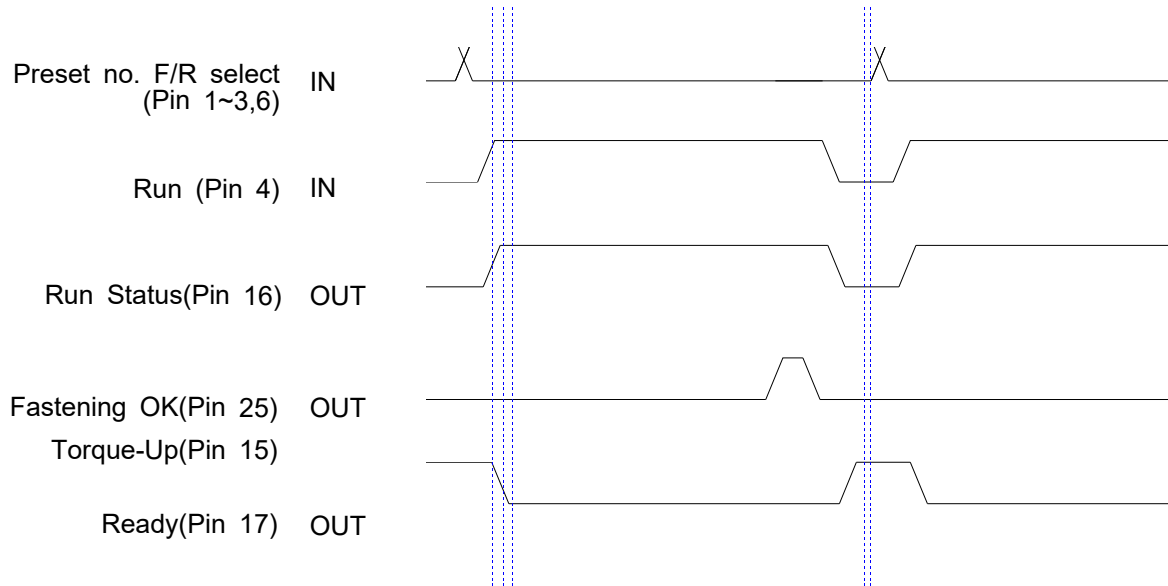 Preset no. F/R select IN
(Pin 1~3,6)
Run (Pin 4) IN
Run Status(Pin 16) OUT
Fastening OK(Pin 25) OUT
Torque-Up(Pin 15)
Ready(Pin 17) OUT